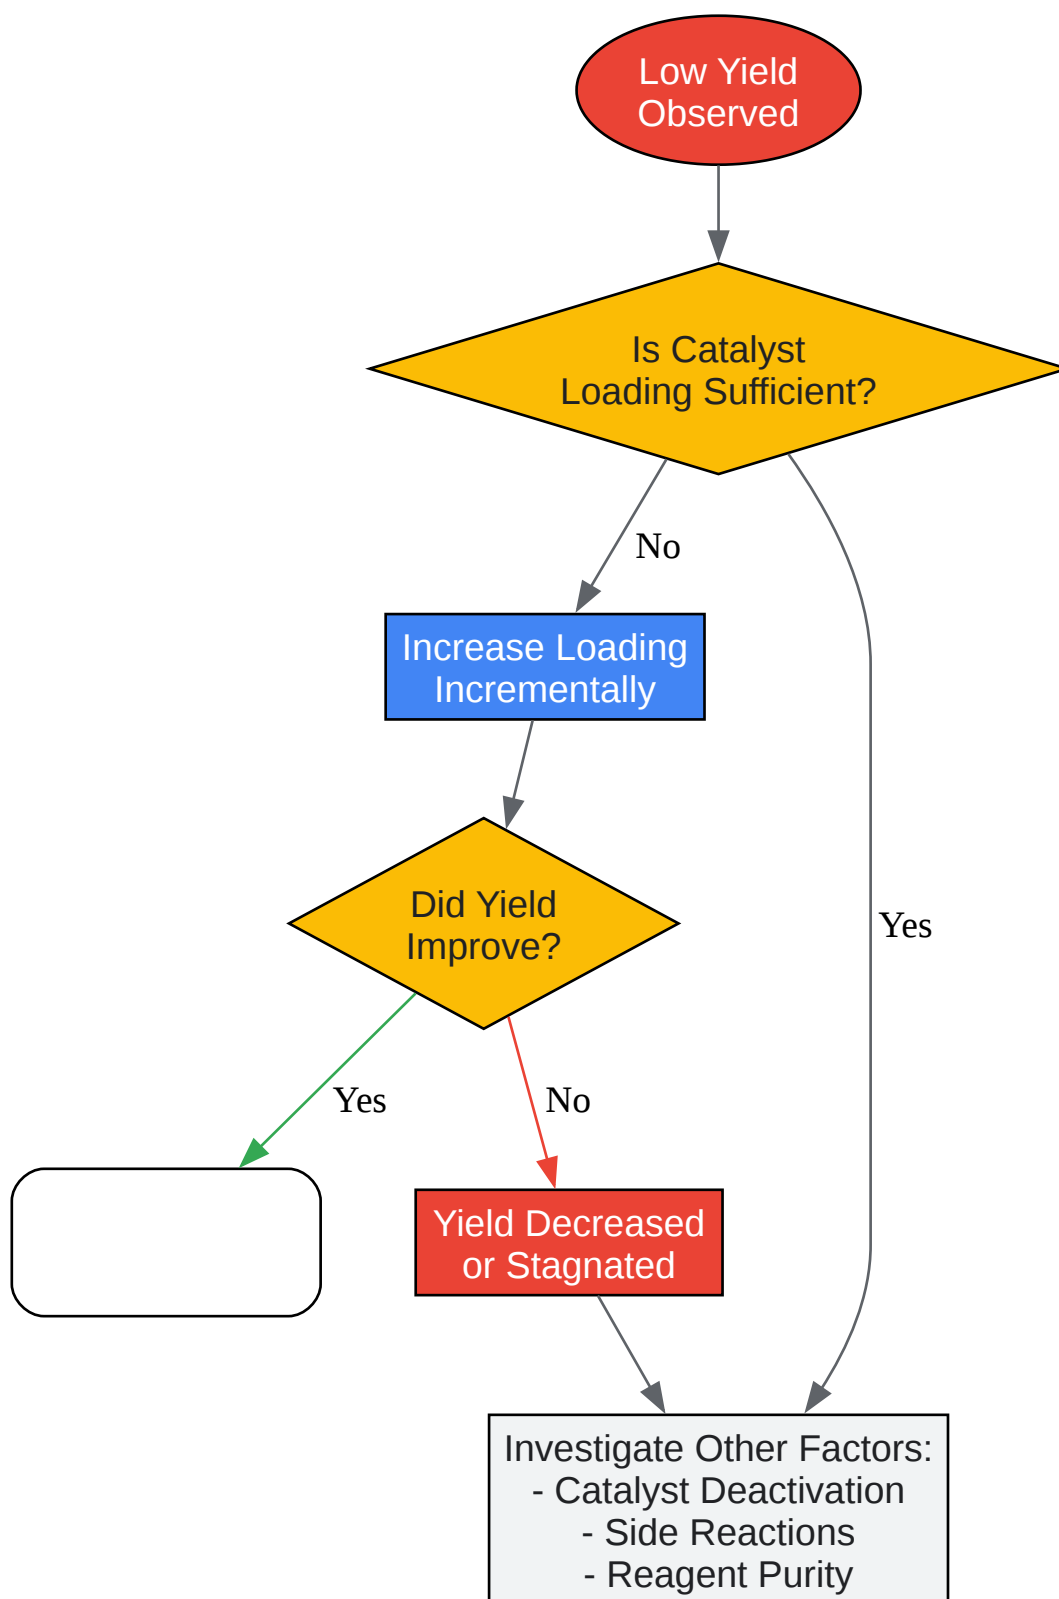 Low Yield
Observed
Is Catalyst
Loading Sufficient?
No
Increase Loading
Incrementally
Did Yield
Improve?
Yes
Yes
No
Yield Decreased
or Stagnated
Investigate Other Factors:
- Catalyst Deactivation
- Side Reactions
- Reagent Purity